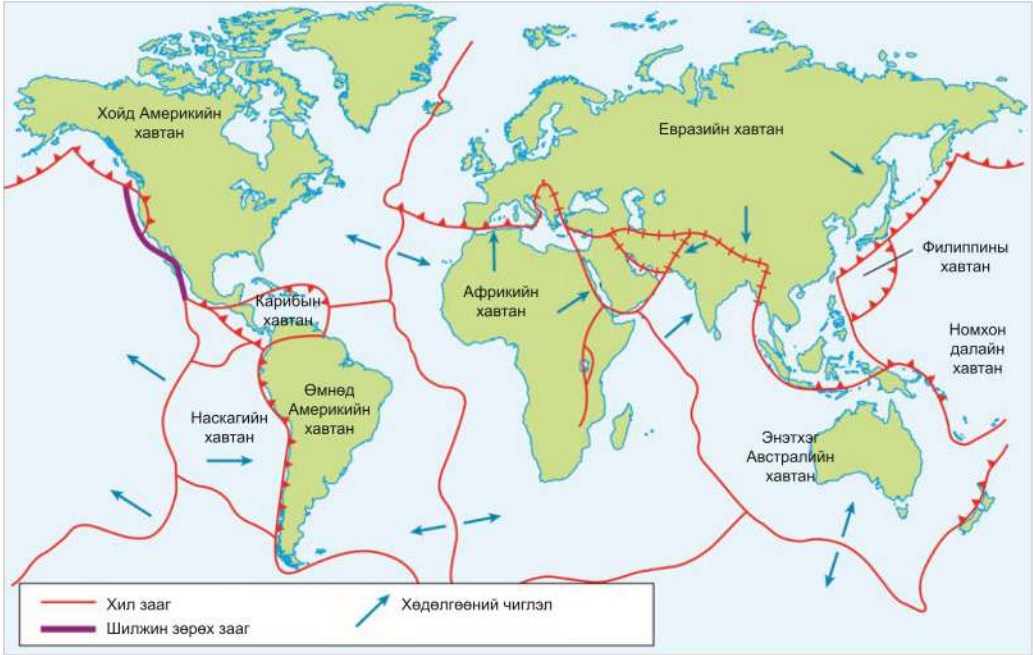 Хойд Америкийн
хавтан
Евразийн хавтан
Филиппины
хавтан
Карибын
хавтан
Африкийн
хавтан
Номхон
далайн
хавтан
Өмнөд
Америкийн
хавтан
Наскагийн
хавтан
Энэтхэг
Австралийн
хавтан
Хил зааг
Шилжин зөрөх зааг
Хөдөлгөөний чиглэл